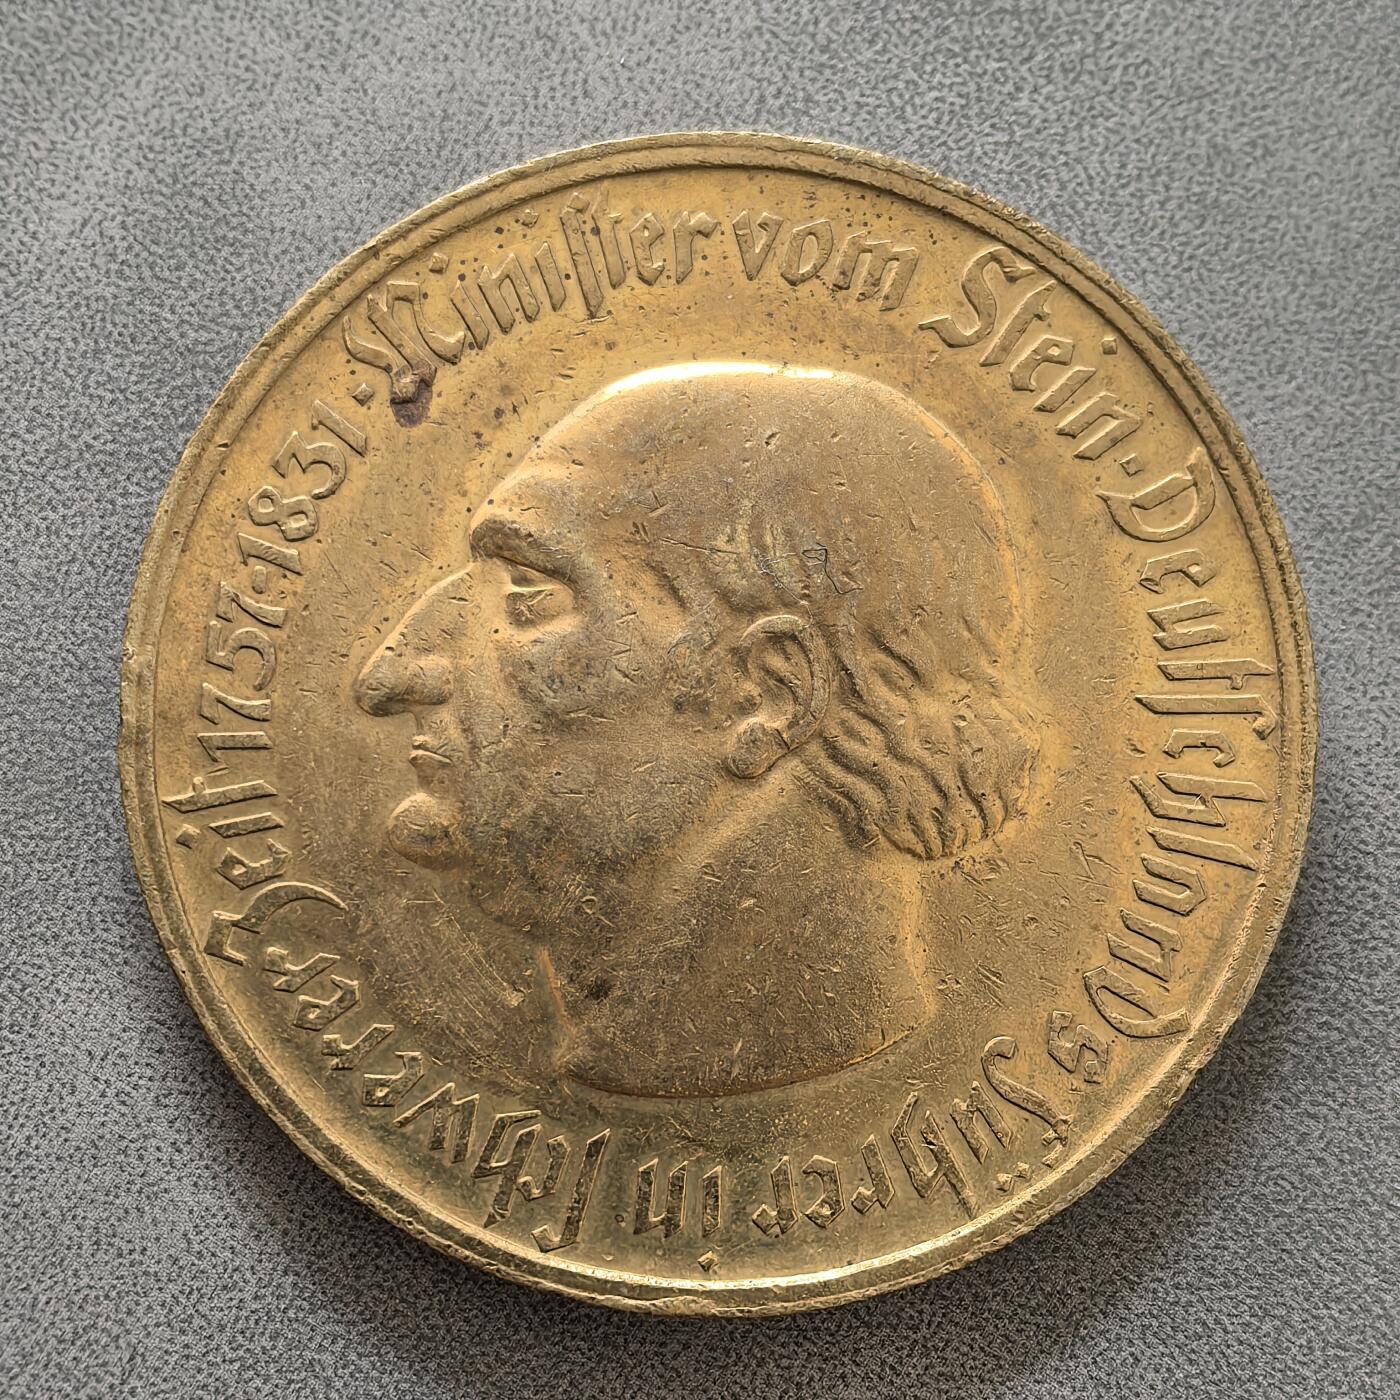 Minister vom Stein · Deutschlands Führer in schwerer Zeit 1757·1831 ·